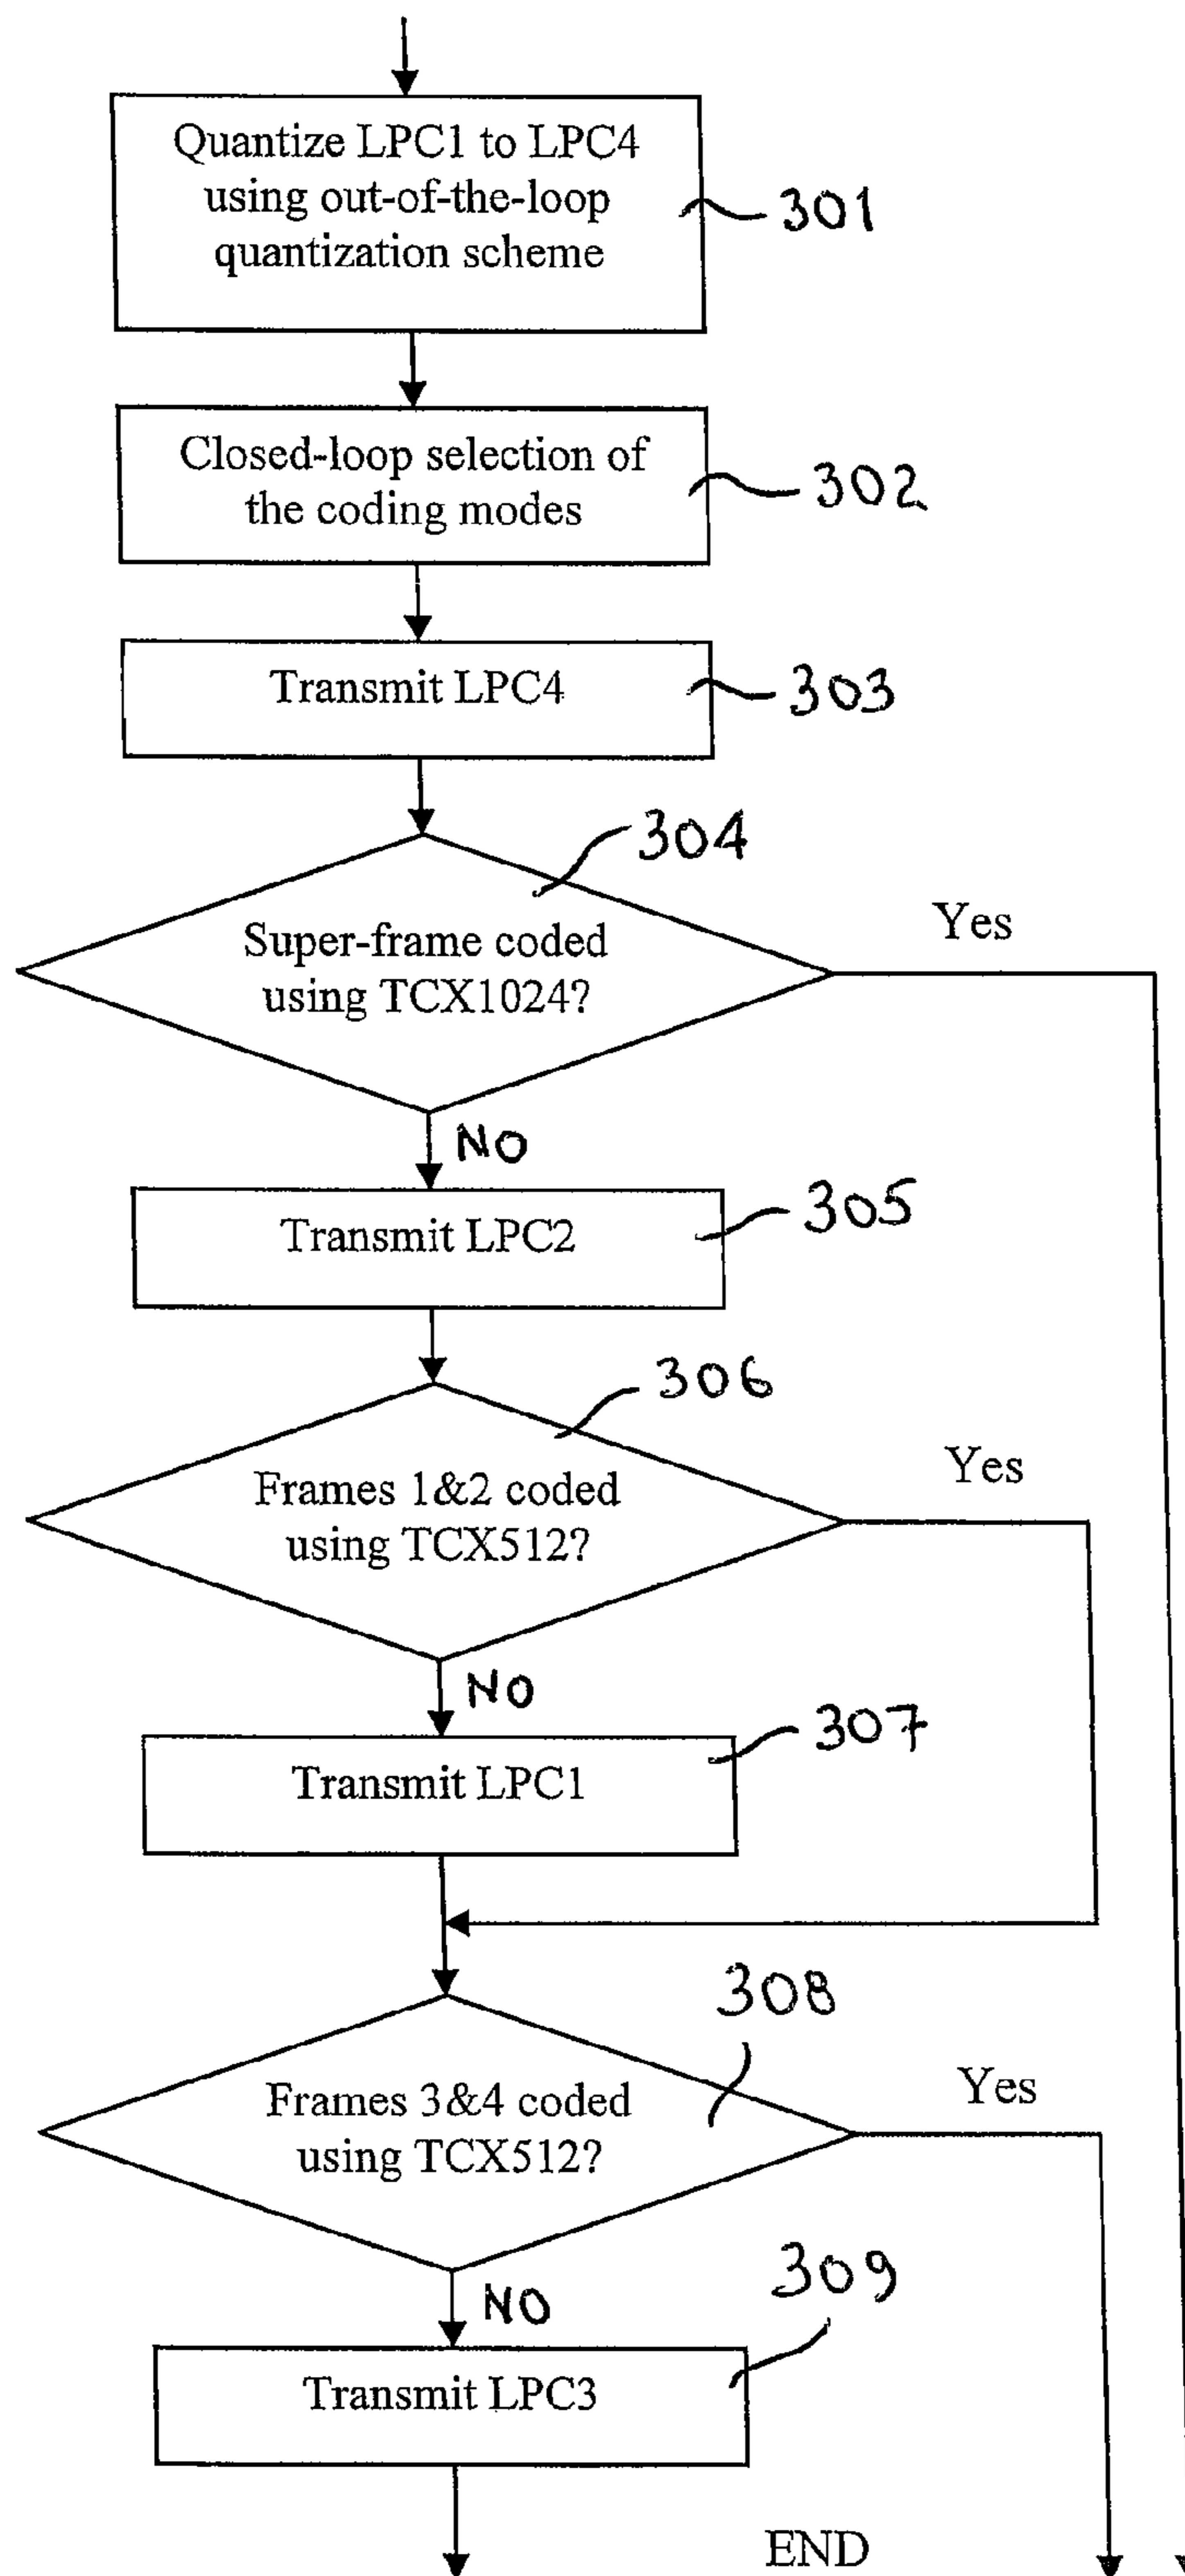 Quantize LPC1 to LPC4
using out-of-the-loop
quantization scheme
301
Closed-loop selection of
the coding modes
302
Transmit LPC4
303
304
Super-frame coded
using TCX1024?
Yes
NO
Transmit LPC2
305
306
Frames 1&2 coded
using TCX512?
Yes
NO
Transmit LPC1
307
308
Frames 3&4 coded
using TCX512?
Yes
NO
309
Transmit LPC3
END